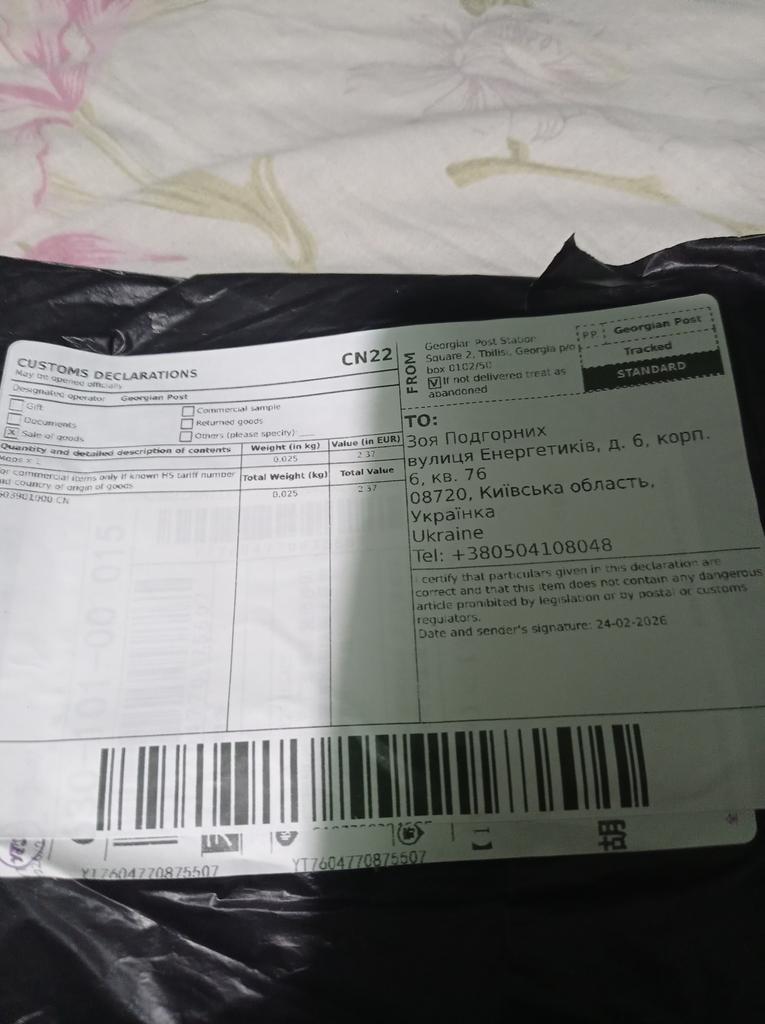 CUSTOMS DECLARATIONS
CN22
May be opened officially
Designated operator Georgian Post
Gift
Commercial sample
Documents
Returned goods
Sale of goods
Others (please specify):
Quantity and detailed description of contents
Weight (in kg)
Value (in EUR)
0.025
2.37
or commercial items only if known HS tariff number
nd country of origin of goods
Total Weight (kg)
Total Value
0.025
2.37
FROM
Georgian Post Station
Square 2, Tbilisi, Georgia p/o
box 0102/50
If not delivered treat as
abandoned
PP
Georgian Post
Tracked
STANDARD
TO:
Зоя Подгорних
вулиця Енергетиків, д. 6, корп.
6, кв. 76
08720, Київська область,
Українка
Ukraine
Tel: +380504108048
I certify that particulars given in this declaration are
correct and that this item does not contain any dangerous
article prohibited by legislation or by postal or customs
regulators.
Date and sender's signature: 24-02-2026
YT7604770875507
YT7604770875507
胡